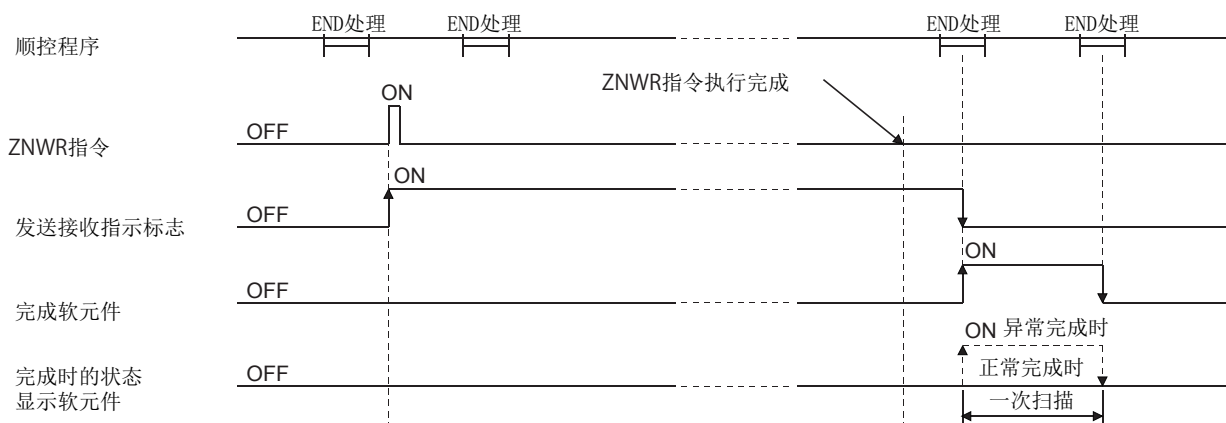 END处理 END处理 END处理 END处理
顺控程序
ZNWR指令执行完成
ON
OFF
ZNWR指令
ON
OFF
发送接收指示标志
ON
OFF
完成软元件
ON 异常完成时
OFF
正常完成时
完成时的状态
显示软元件
一次扫描